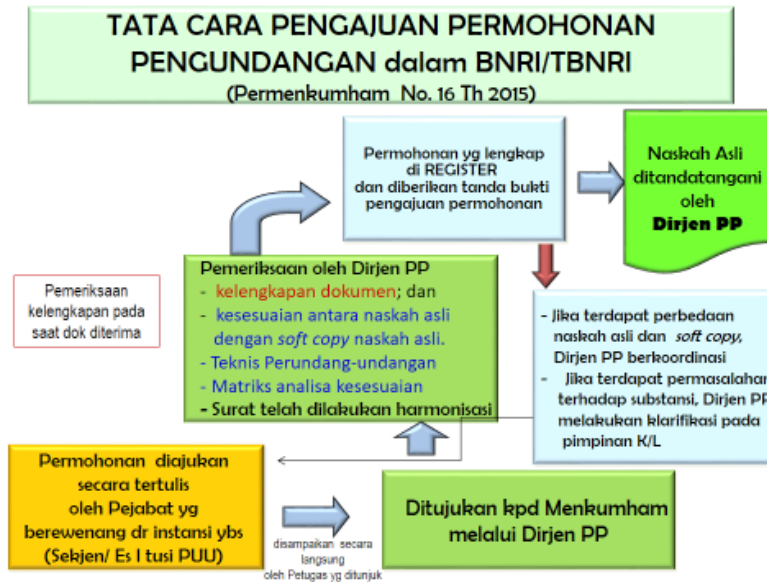 TATA CARA PENGAJUAN PERMOHONAN
PENGUNDANGAN dalam BNRI/TBNRI
(Permenkumham No. 16 Th 2015)
Permohonan yg lengkap
di REGISTER
dan diberikan tanda bukti
pengajuan permohonan
Naskah Asli
ditandatangani
oleh
Dirjen PP
Pemeriksaan
kelengkapan pada
saat dok diterima
Pemeriksaan oleh Dirjen PP
- kelengkapan dokumen; dan
- kesesuaian antara naskah asli
dengan soft copy naskah asli.
- Teknis Perundang-undangan
- Matriks analisa kesesuaian
- Surat telah dilakukan harmonisasi
- Jika terdapat perbedaan
naskah asli dan soft copy,
Dirjen PP berkoordinasi
- Jika terdapat permasalahan
terhadap substansi, Dirjen PP
melakukan klarifikasi pada
pimpinan K/L
Permohonan diajukan
secara tertulis
oleh Pejabat yg
berewenang dr instansi ybs
(Sekjen/ Es I tusi PUU)
disampaikan secara
langsung
oleh Petugas yg ditunjuk
Ditujukan kpd Menkumham
melalui Dirjen PP